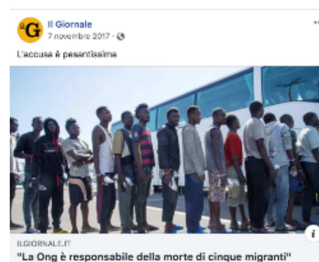 Il Giornale
7 novembre 2017
L'accusa è pesantissima
ILGIORNALE.IT
"La Ong è responsabile della morte di cinque migranti"